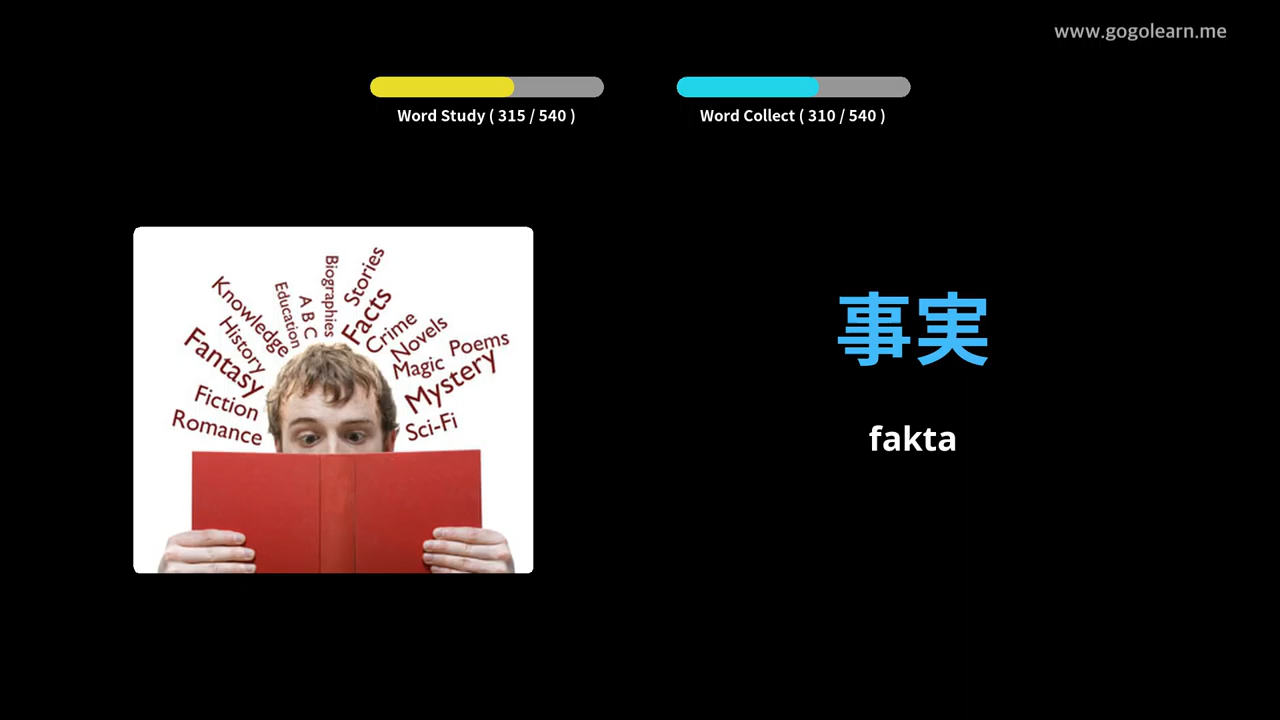 www.gogolearn.me
Word Study ( 315 / 540 )
Word Collect ( 310 / 540 )
Romance
Fiction
Fantasy
History
Knowledge
Education
A B C
Biographies
Stories
Facts
Crime
Novels
Magic
Poems
Mystery
Sci-Fi
事実
fakta